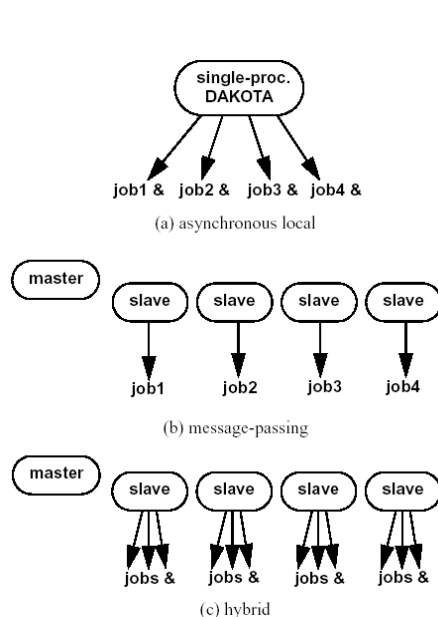 single-proc.
DAKOTA
job1 & job2 & job3 & job4 &
(a) asynchronous local
master
slave slave slave slave
job1 job2 job3 job4
(b) message-passing
master
slave slave slave slave
jobs & jobs & jobs & jobs &
(c) hybrid